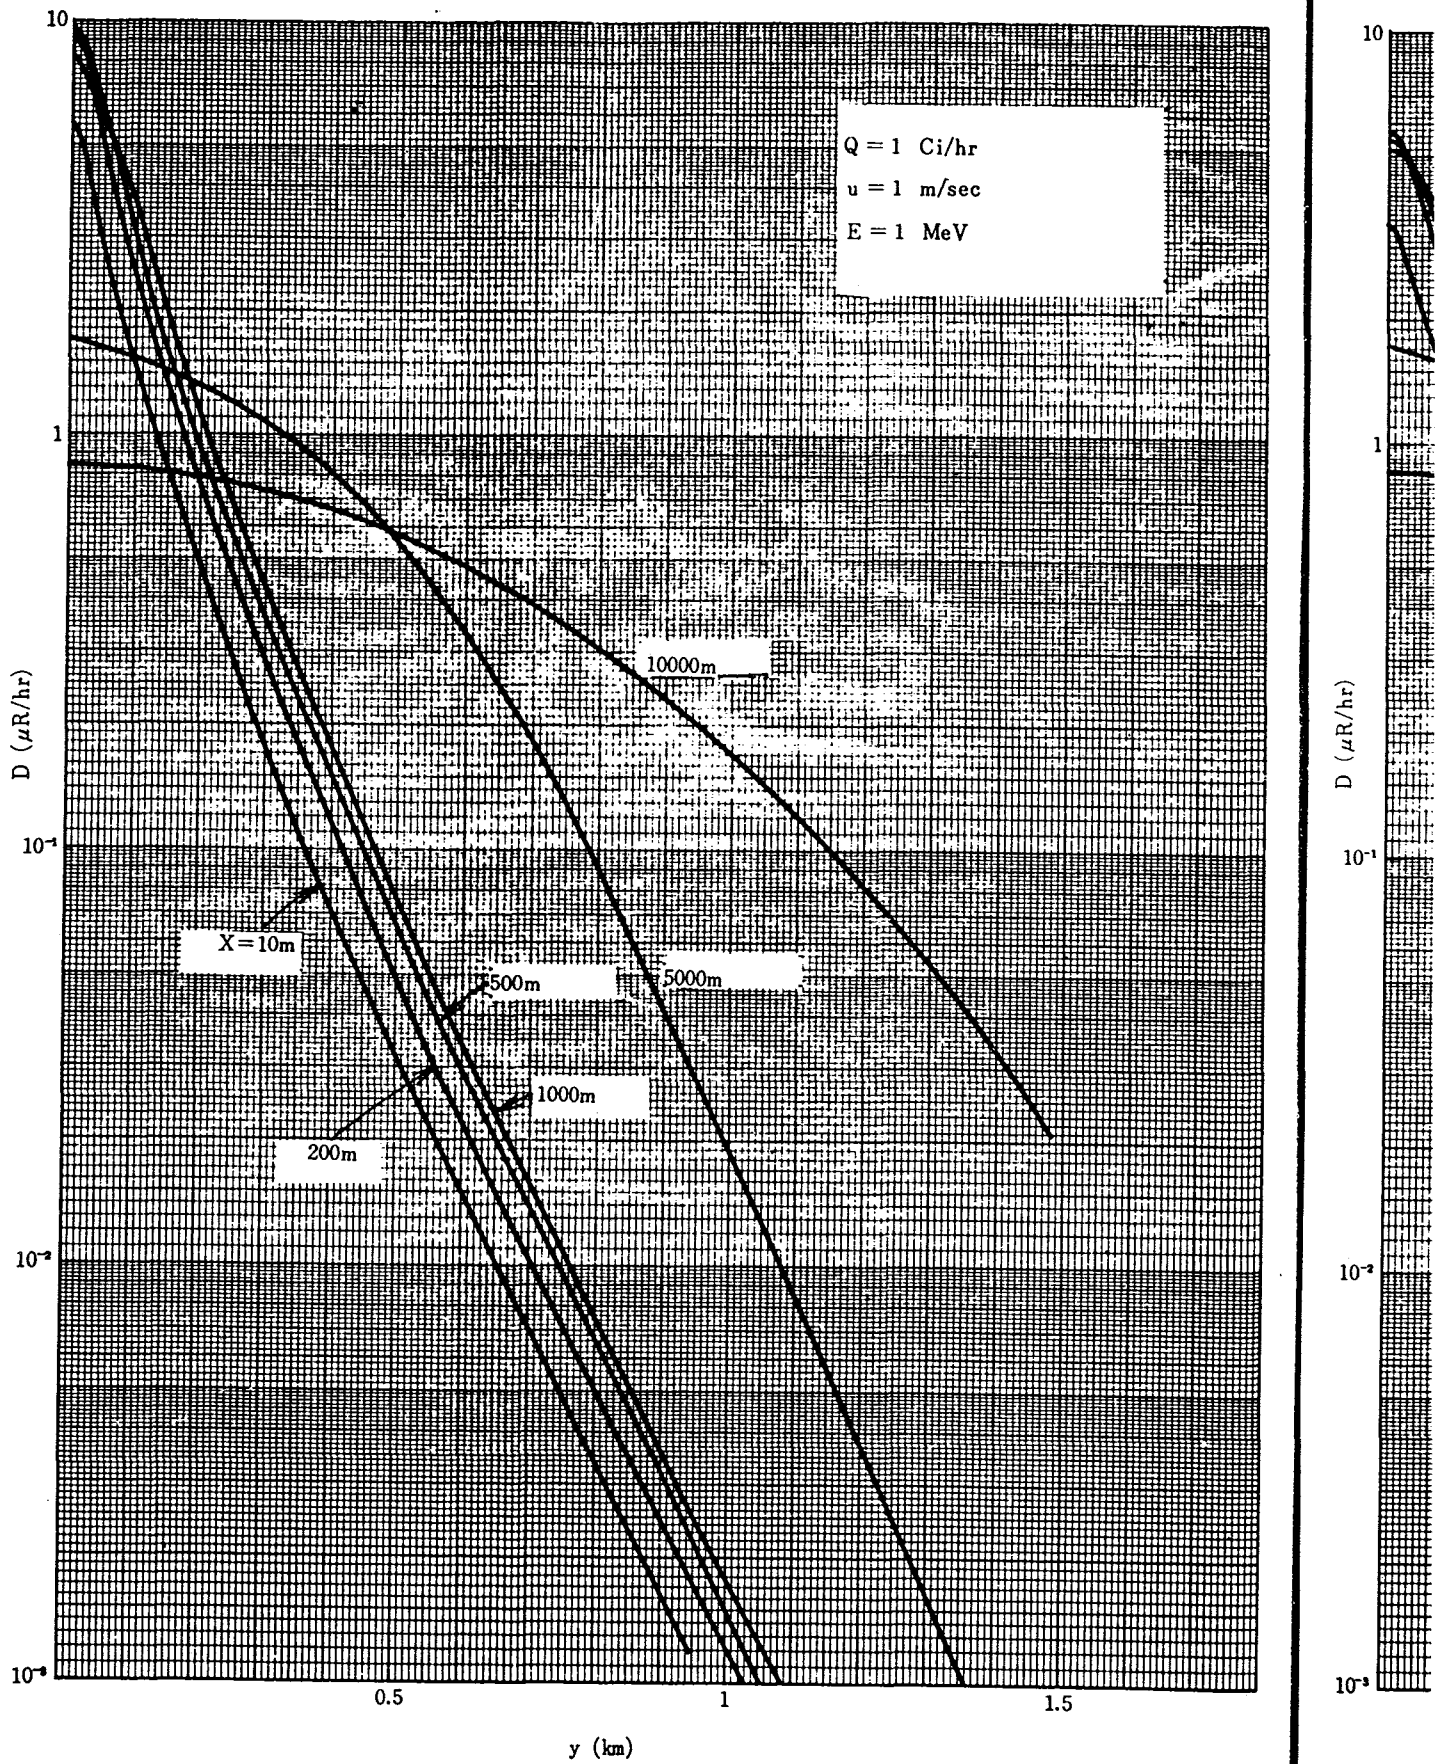 10
Q = 1 Ci/hr
u = 1 m/sec
E = 1 MeV
1
10000m
D (μR/hr)
10⁻¹
X=10m
500m
5000m
1000m
200m
10⁻²
10⁻³
0.5
1
1.5
y (km)
10
1
D (μR/hr)
10⁻¹
10⁻²
10⁻³